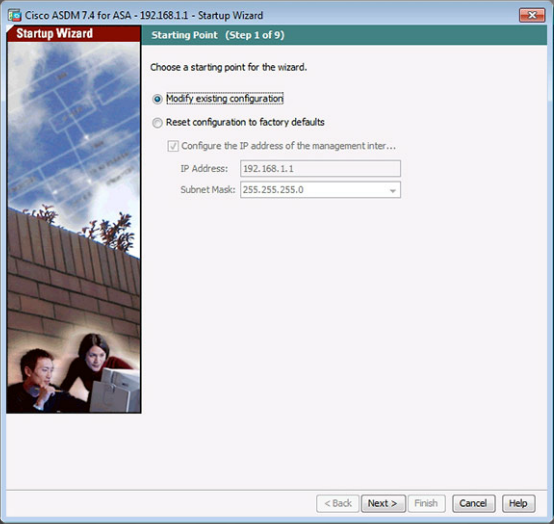 Cisco ASDM 7.4 for ASA - 192.168.1.1 - Startup Wizard
Startup Wizard
Starting Point (Step 1 of 9)
Choose a starting point for the wizard.
Modify existing configuration
Reset configuration to factory defaults
Configure the IP address of the management inter...
IP Address: 192.168.1.1
Subnet Mask: 255.255.255.0
< Back Next > Finish Cancel Help